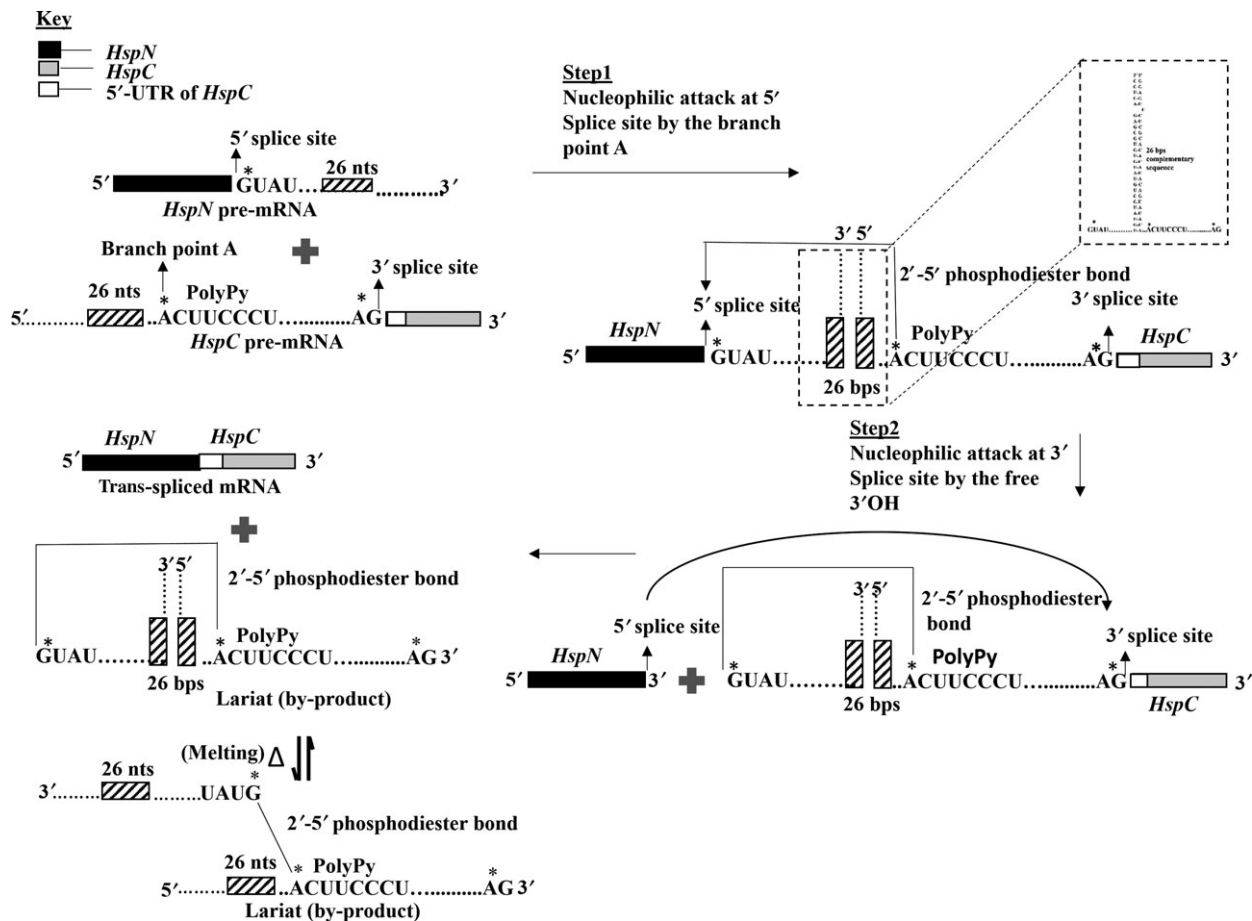 Key
HspN
HspC
5′-UTR of HspC
5′ splice site
*
5′ GUAU... 26 nts ..........3′
HspN pre-mRNA
Branch point A
3′ splice site
26 nts * PolyPy *
5′.......... ..ACUUCCCU...…......AG 3′
HspC pre-mRNA
Step1
Nucleophilic attack at 5′
Splice site by the branch
point A
26 bps
complementary
sequence
GUAU..........ACUUCCCU..........AG
3′ 5′
2′-5′ phosphodiester bond
5′ splice site
3′ splice site
HspN * * PolyPy * HspC
5′ GUAU......... ..ACUUCCCU...…......AG 3′
26 bps
Step2
Nucleophilic attack at 3′
Splice site by the free
3′OH
3′ 5′
2′-5′ phosphodiester
bond
5′ splice site
3′ splice site
HspN * * PolyPy *
5′ 3′ GUAU......... ..ACUUCCCU...…......AG 3′
26 bps
HspC
HspN HspC
5′ 3′
Trans-spliced mRNA
3′ 5′
2′-5′ phosphodiester bond
* * PolyPy *
GUAU......... ..ACUUCCCU...…......AG3′
26 bps
Lariat (by-product)
(Melting) Δ
26 nts *
3′......... .........UAUG
2′-5′ phosphodiester bond
26 nts * PolyPy *
5′......... ACUUCCCU...…......AG3′
Lariat (by-product)